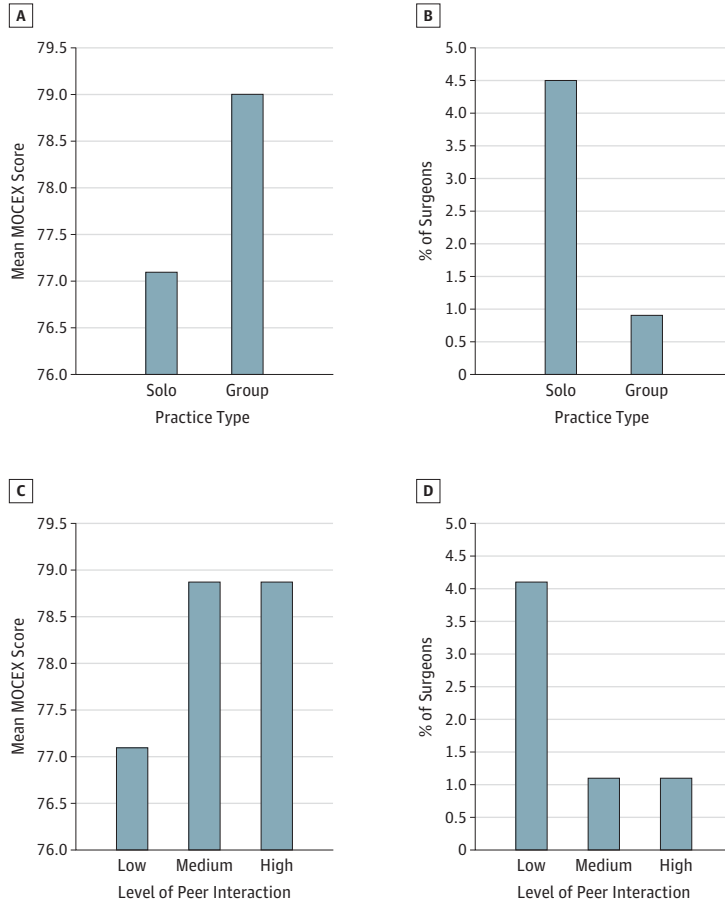 A
79.5
79.0
78.5
78.0
77.5
77.0
76.5
76.0
Mean MOCEX Score
Solo Group
Practice Type
B
5.0
4.5
4.0
3.5
3.0
2.5
2.0
1.5
1.0
0.5
0
% of Surgeons
Solo Group
Practice Type
C
79.5
79.0
78.5
78.0
77.5
77.0
76.5
76.0
Mean MOCEX Score
Low Medium High
Level of Peer Interaction
D
5.0
4.5
4.0
3.5
3.0
2.5
2.0
1.5
1.0
0.5
0
% of Surgeons
Low Medium High
Level of Peer Interaction